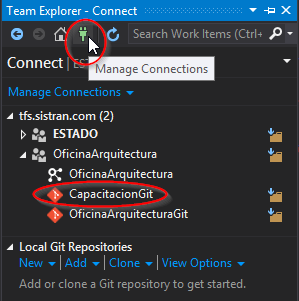 Team Explorer - Connect
Search Work Items (Ctrl+
Connect | EST
Manage Connections
Manage Connections
tfs.sistran.com (2)
ESTADO
OficinaArquitectura
OficinaArquitectura
CapacitacionGit
OficinaArquitecturaGit
Local Git Repositories
New | Add | Clone | View Options
Add or clone a Git repository to get started.